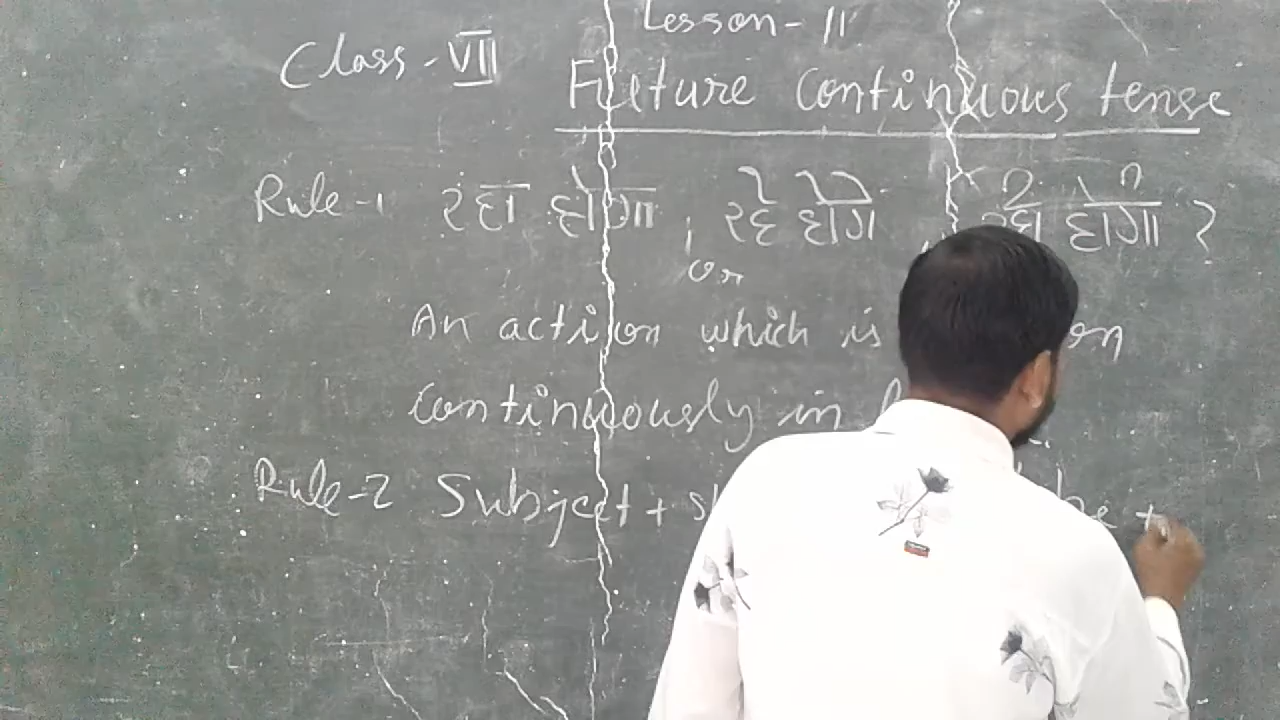 Lesson - 11
Class - VII
Future continuous tense
Rule-1 रहा होगा, रहे होंगे, रही होगी ?
or
An action which is on
continuously in
Rule-2 Subject + be +